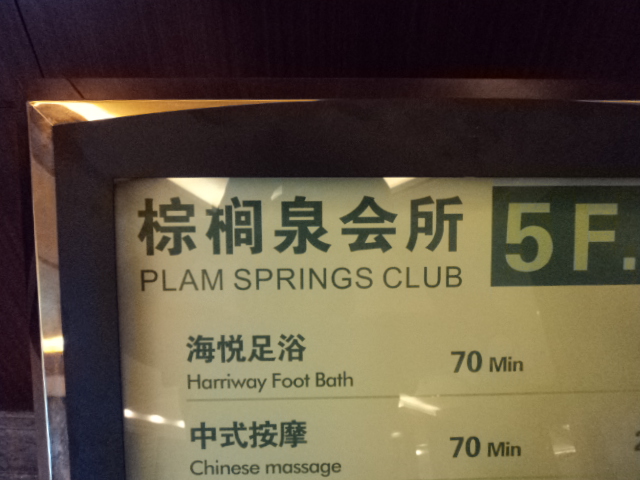 棕榈泉会所 5F.
PLAM SPRINGS CLUB
海悦足浴 70 Min
Harriway Foot Bath
中式按摩 70 Min
Chinese massage